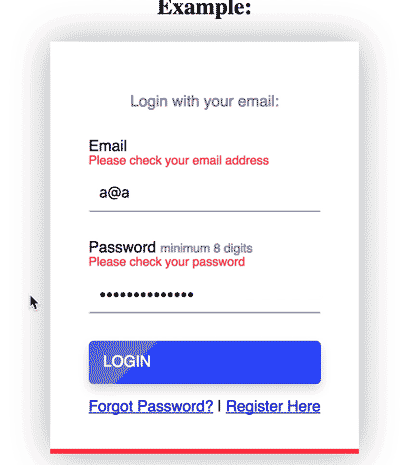 Example:
Login with your email:
Email
Please check your email address
a@a
Password minimum 8 digits
Please check your password
••••••••••••••
LOGIN
Forgot Password? | Register Here